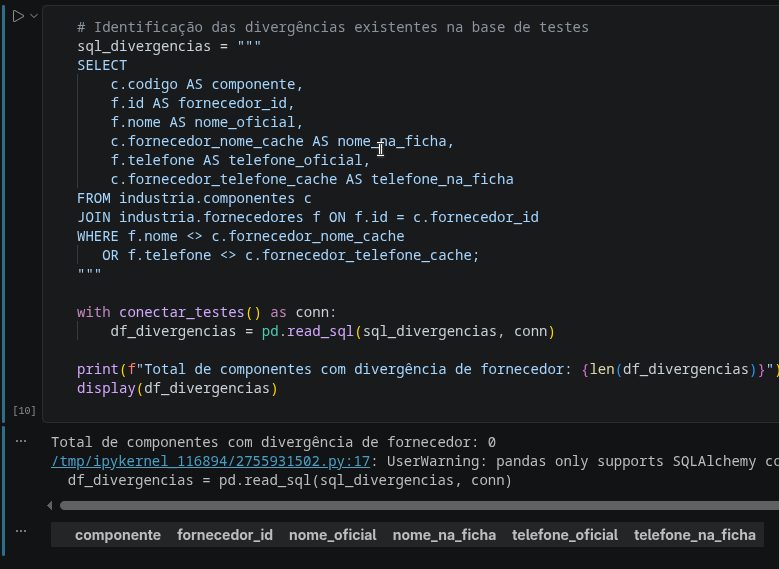 # Identificação das divergências existentes na base de testes
sql_divergencias = """
SELECT
c.codigo AS componente,
f.id AS fornecedor_id,
f.nome AS nome_oficial,
c.fornecedor_nome_cache AS nome_na_ficha,
f.telefone AS telefone_oficial,
c.fornecedor_telefone_cache AS telefone_na_ficha
FROM industria.componentes c
JOIN industria.fornecedores f ON f.id = c.fornecedor_id
WHERE f.nome <> c.fornecedor_nome_cache
OR f.telefone <> c.fornecedor_telefone_cache;
"""
with conectar_testes() as conn:
df_divergencias = pd.read_sql(sql_divergencias, conn)
print(f"Total de componentes com divergência de fornecedor: {len(df_divergencias)}")
display(df_divergencias)
[10]
Total de componentes com divergência de fornecedor: 0
/tmp/ipykernel_116894/2755931502.py:17: UserWarning: pandas only supports SQLAlchemy co
df_divergencias = pd.read_sql(sql_divergencias, conn)
componente fornecedor_id nome_oficial nome_na_ficha telefone_oficial telefone_na_ficha